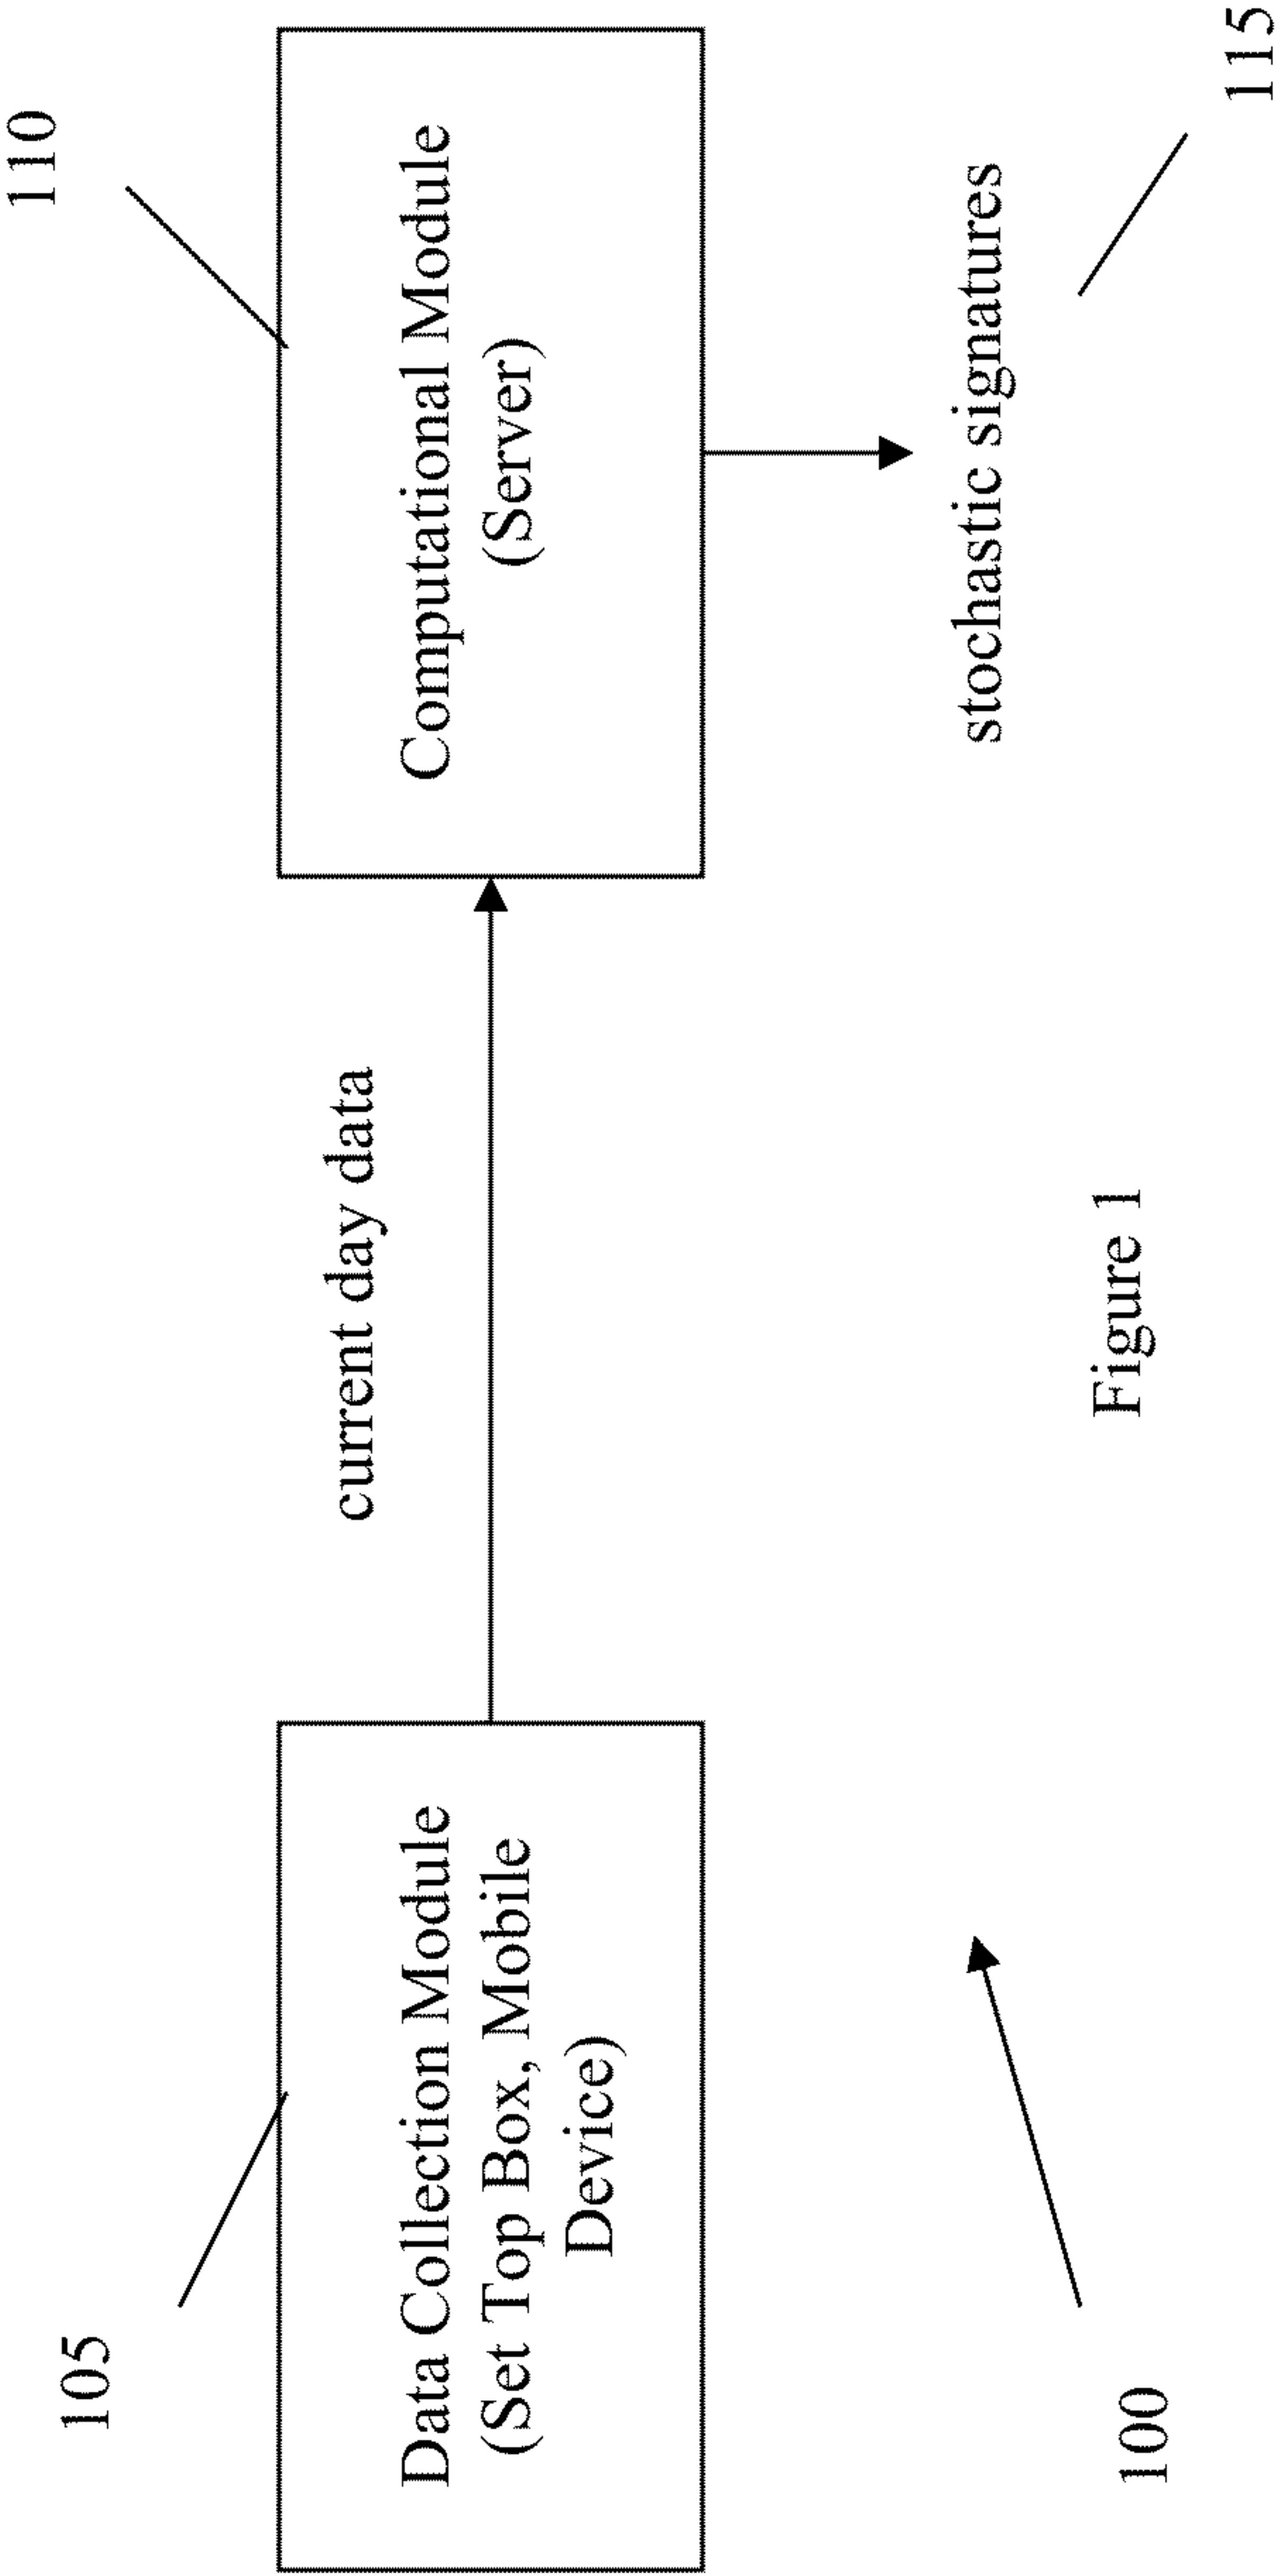 105
110
current day data
Data Collection Module
(Set Top Box, Mobile
Device)
Computational Module
(Server)
stochastic signatures
100
Figure 1
115